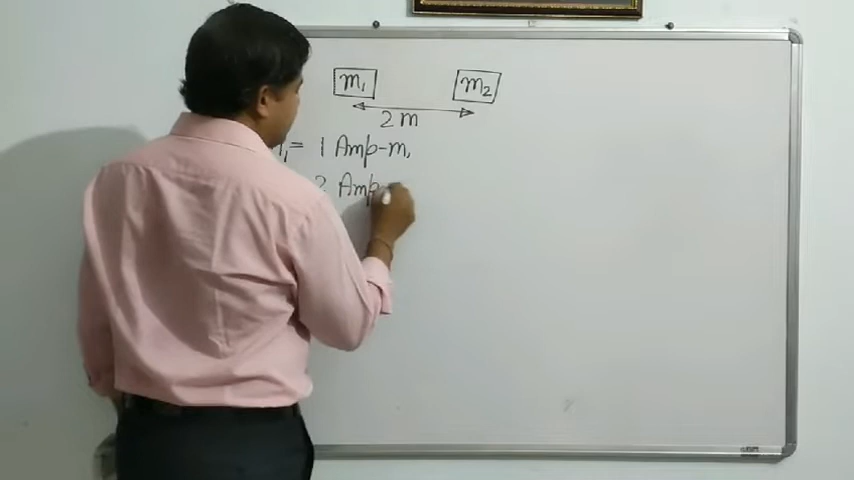 m₁ m₂
2 m
= 1 Amp-m,
2 Amp